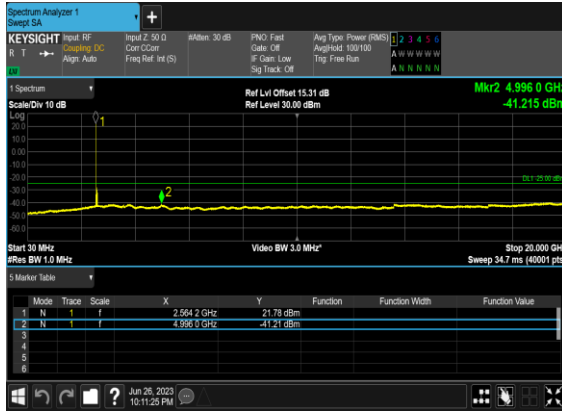 Spectrum Analyzer 1
Swept SA
+
KEYSIGHT Input: RF Input Z: 50 Ω #Atten: 30 dB PNO: Fast Avg Type: Power (RMS) 1 2 3 4 5 6
R T Coupling: DC Corr CCorr Gate: Off Avg|Hold: 100/100 A W W W W W
Align: Auto Freq Ref: Int (S) IF Gain: Low Trig: Free Run
LU Sig Track: Off A N N N N N
1 Spectrum Ref Lvl Offset 15.31 dB Mkr2 4.996 0 GHz
Scale/Div 10 dB Ref Level 30.00 dBm -41.215 dBm
Log
20.0
10.0
0.00
-10.0
-20.0
-30.0
-40.0
-50.0
-60.0
1
2
DL1 -25.00 dBm
Start 30 MHz Video BW 3.0 MHz* Stop 20.000 GHz
#Res BW 1.0 MHz Sweep 34.7 ms (40001 pts)
5 Marker Table
Mode Trace Scale X Y Function Function Width Function Value
1 N 1 f 2.564 2 GHz 21.78 dBm
2 N 1 f 4.996 0 GHz -41.21 dBm
3
4
5
6
? Jun 26, 2023
10:11:25 PM